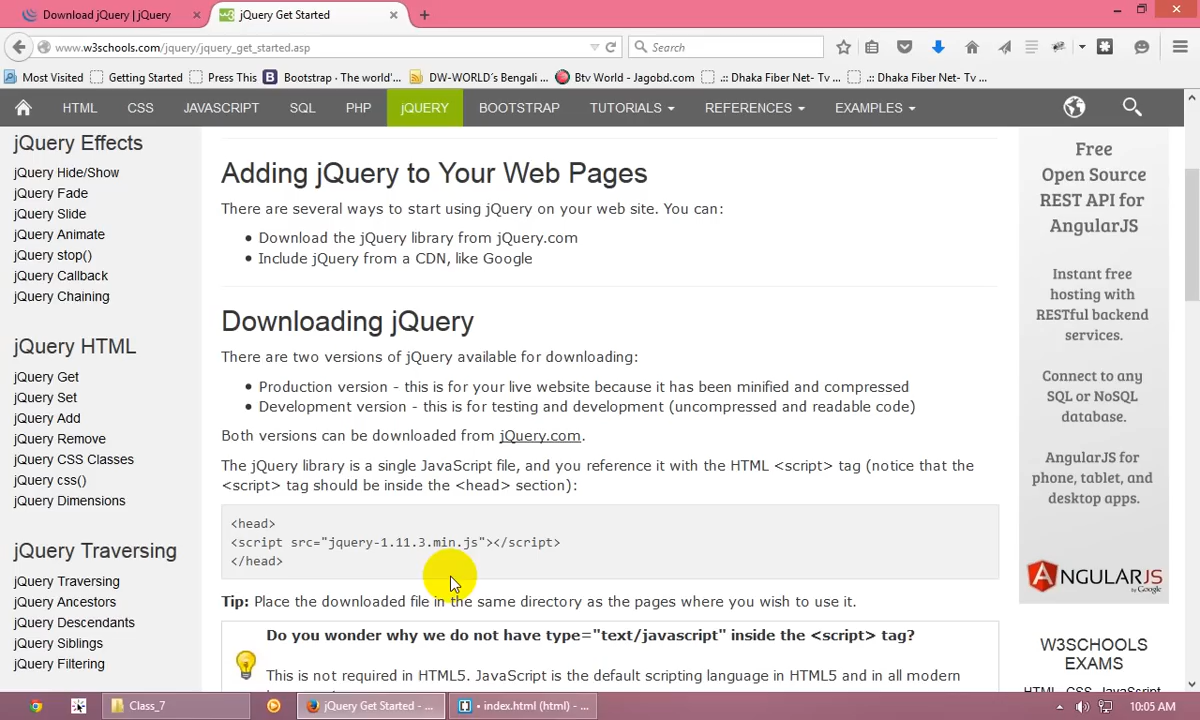 Download jQuery | jQuery
jQuery Get Started
www.w3schools.com/jquery/jquery_get_started.asp
Search
Most Visited
Getting Started
Press This
Bootstrap · The world'...
DW-WORLD´s Bengali ...
Btv World - Jagobd.com
.:: Dhaka Fiber Net- Tv ...
.:: Dhaka Fiber Net- Tv ...
HTML CSS JAVASCRIPT SQL PHP jQUERY BOOTSTRAP TUTORIALS REFERENCES EXAMPLES
jQuery Effects
jQuery Hide/Show
jQuery Fade
jQuery Slide
jQuery Animate
jQuery stop()
jQuery Callback
jQuery Chaining
jQuery HTML
jQuery Get
jQuery Set
jQuery Add
jQuery Remove
jQuery CSS Classes
jQuery css()
jQuery Dimensions
jQuery Traversing
jQuery Traversing
jQuery Ancestors
jQuery Descendants
jQuery Siblings
jQuery Filtering
Adding jQuery to Your Web Pages
There are several ways to start using jQuery on your web site. You can:
• Download the jQuery library from jQuery.com
• Include jQuery from a CDN, like Google
Downloading jQuery
There are two versions of jQuery available for downloading:
• Production version - this is for your live website because it has been minified and compressed
• Development version - this is for testing and development (uncompressed and readable code)
Both versions can be downloaded from jQuery.com.
The jQuery library is a single JavaScript file, and you reference it with the HTML <script> tag (notice that the
<script> tag should be inside the <head> section):
<head>
<script src="jquery-1.11.3.min.js"></script>
</head>
Tip: Place the downloaded file in the same directory as the pages where you wish to use it.
Do you wonder why we do not have type="text/javascript" inside the <script> tag?
This is not required in HTML5. JavaScript is the default scripting language in HTML5 and in all modern
Free
Open Source
REST API for
AngularJS
Instant free
hosting with
RESTful backend
services.
Connect to any
SQL or NoSQL
database.
AngularJS for
phone, tablet, and
desktop apps.
ANGULARJS
by Google
W3SCHOOLS
EXAMS
HTML, CSS, JavaScript,
Class_7
jQuery Get Started - ...
• index.html (html) - ...
10:05 AM